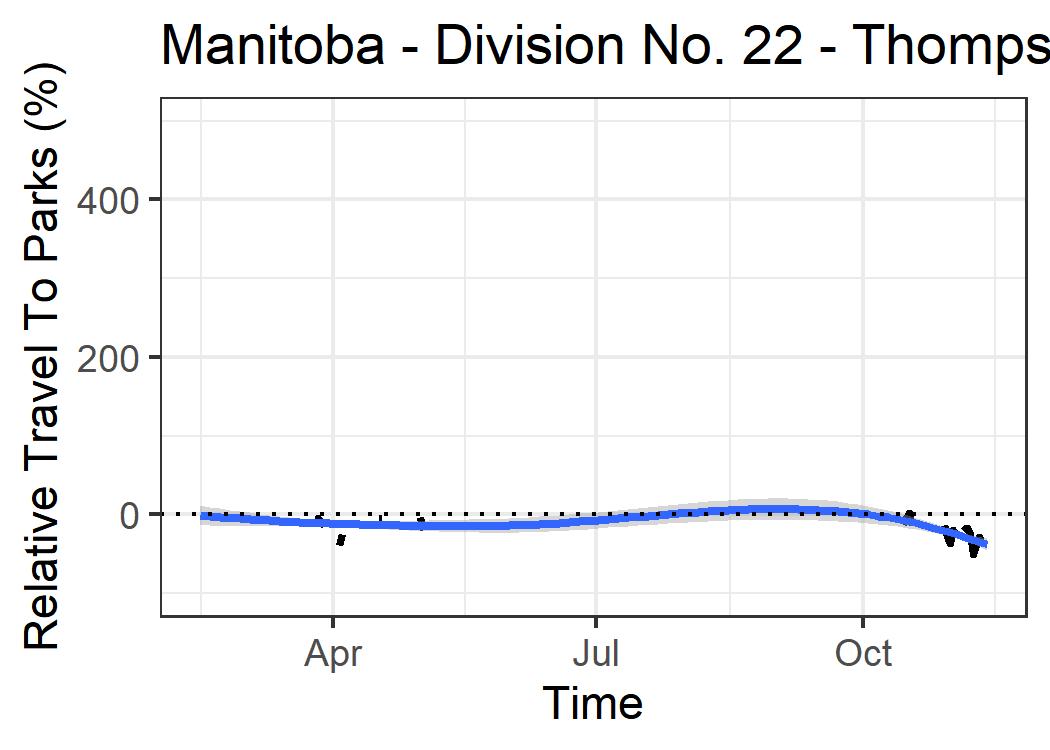 Manitoba - Division No. 22 - Thomps
Relative Travel To Parks (%)
400
200
0
Apr
Jul
Oct
Time